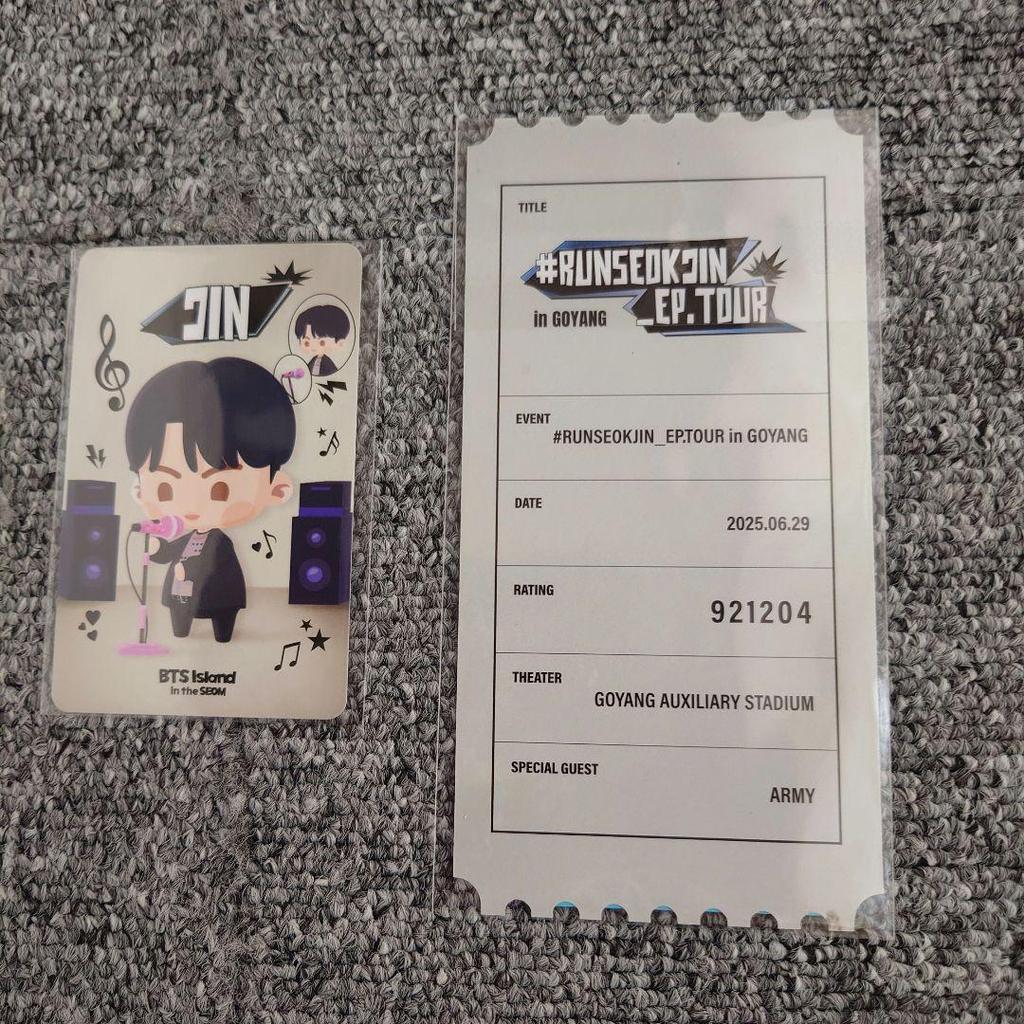 JIN
BTS Island
in the SEOM
TITLE
#RUNSEOKJIN
_EP.TOUR
in GOYANG
EVENT
#RUNSEOKJIN_EP.TOUR in GOYANG
DATE
2025.06.29
RATING
921204
THEATER
GOYANG AUXILIARY STADIUM
SPECIAL GUEST
ARMY